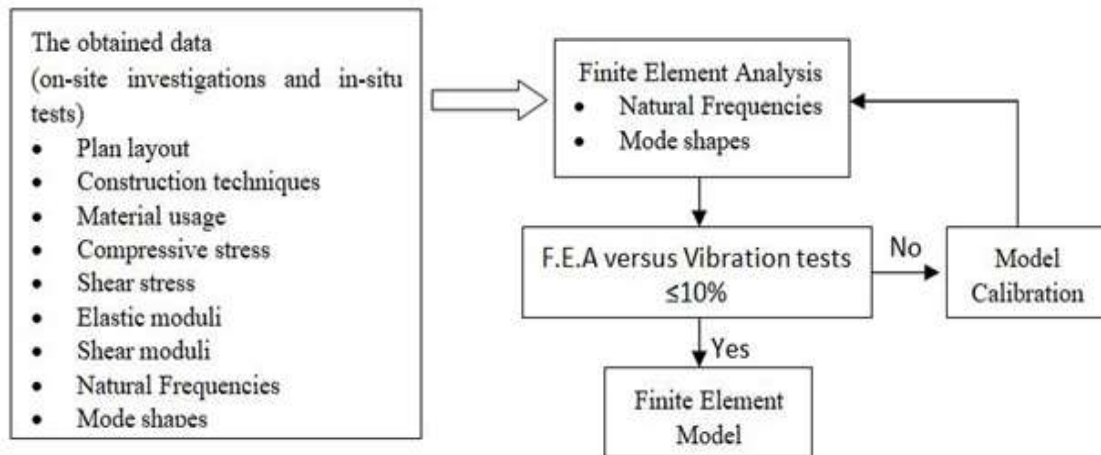 The obtained data
(on-site investigations and in-situ
tests)
• Plan layout
• Construction techniques
• Material usage
• Compressive stress
• Shear stress
• Elastic moduli
• Shear moduli
• Natural Frequencies
• Mode shapes
Finite Element Analysis
• Natural Frequencies
• Mode shapes
F.E.A versus Vibration tests
≤10%
No
Model
Calibration
Yes
Finite Element
Model